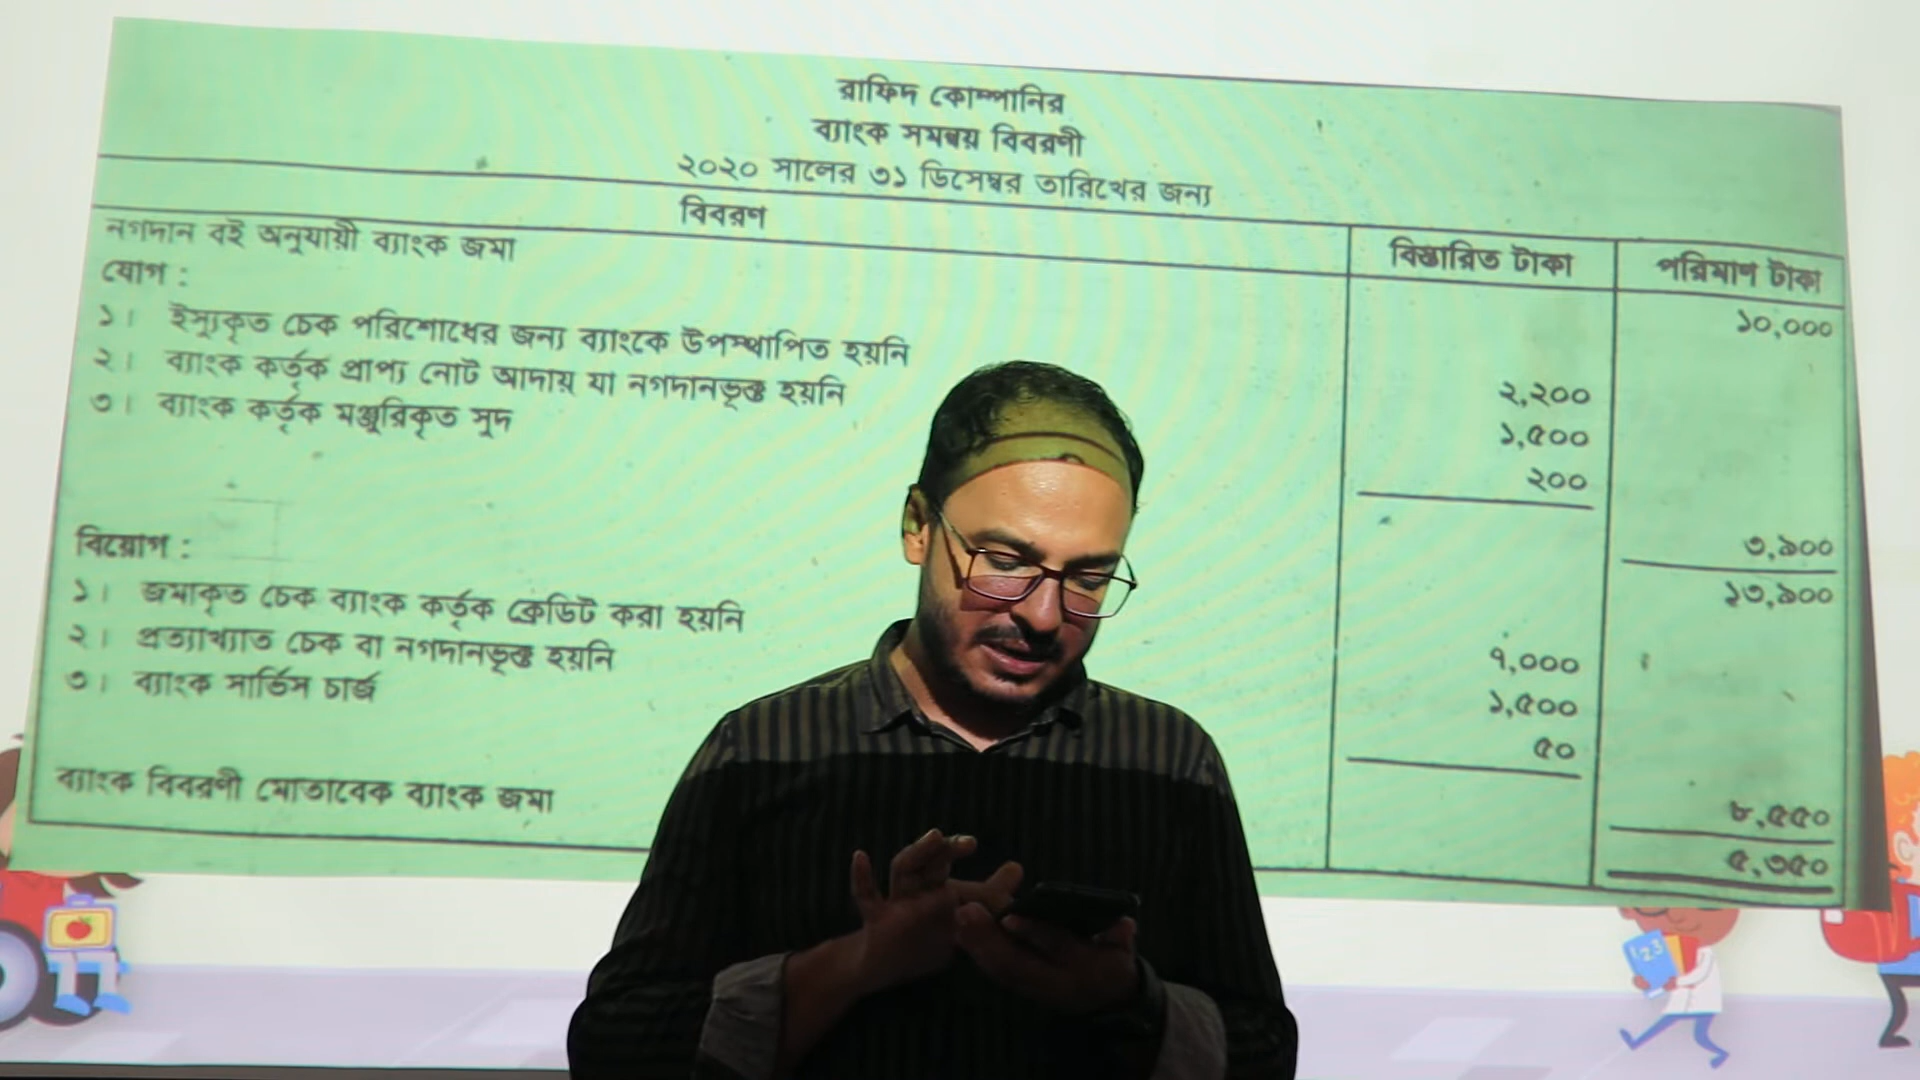 রাফিদ কোম্পানির
ব্যাংক সমন্বয় বিবরণী
২০২০ সালের ৩১ ডিসেম্বর তারিখের জন্য
বিবরণ বিস্তারিত টাকা পরিমাণ টাকা
নগদান বই অনুযায়ী ব্যাংক জমা ১০,০০০
যোগ :
১। ইস্যুকৃত চেক পরিশোধের জন্য ব্যাংকে উপস্থাপিত হয়নি ২,২০০
২। ব্যাংক কর্তৃক প্রাপ্য নোট আদায় যা নগদানভূক্ত হয়নি ১,৫০০
৩। ব্যাংক কর্তৃক মঞ্জুরিকৃত সুদ ২০০
৩,৯০০
১৩,৯০০
বিয়োগ :
১। জমাকৃত চেক ব্যাংক কর্তৃক ক্রেডিট করা হয়নি ৭,০০০
২। প্রত্যাখ্যাত চেক বা নগদানভূক্ত হয়নি ১,৫০০
৩। ব্যাংক সার্ভিস চার্জ ৫০
৮,৫৫০
ব্যাংক বিবরণী মোতাবেক ব্যাংক জমা ৫,৩৫০
123